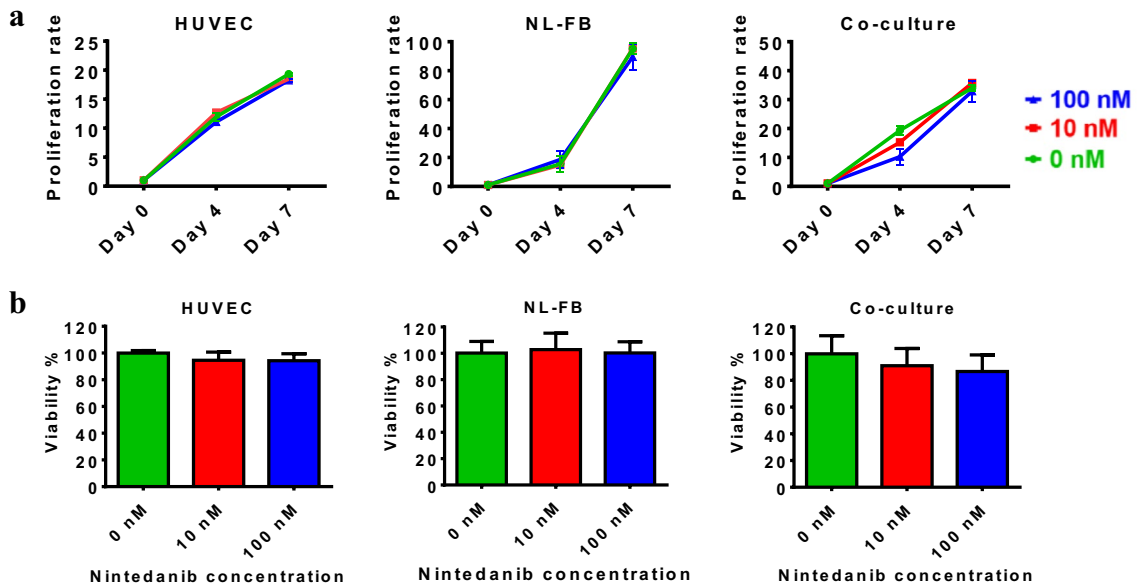 a
HUVEC
NL-FB
Co-culture
Proliferation rate
25
20
15
10
5
0
Day 0
Day 4
Day 7
Proliferation rate
100
80
60
40
20
0
Day 0
Day 4
Day 7
Proliferation rate
50
40
30
20
10
0
Day 0
Day 4
Day 7
100 nM
10 nM
0 nM
b
HUVEC
NL-FB
Co-culture
Viability %
120
100
80
60
40
20
0
0 nM
10 nM
100 nM
Nintedanib concentration
Viability %
120
100
80
60
40
20
0
0 nM
10 nM
100 nM
Nintedanib concentration
Viability %
120
100
80
60
40
20
0
0 nM
10 nM
100 nM
Nintedanib concentration